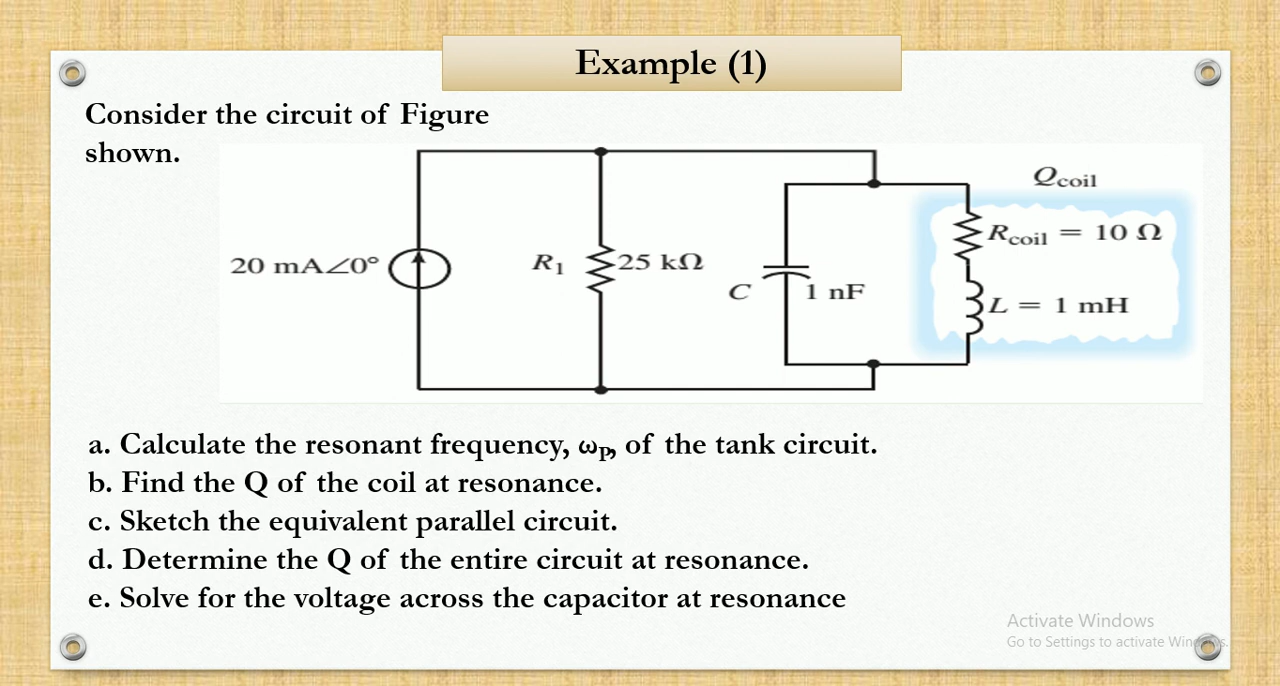 Example (1)
Consider the circuit of Figure
shown.
Qcoil
Rcoil = 10 Ω
20 mA∠0°
R1
25 kΩ
C
1 nF
L = 1 mH
a. Calculate the resonant frequency, ωP, of the tank circuit.
b. Find the Q of the coil at resonance.
c. Sketch the equivalent parallel circuit.
d. Determine the Q of the entire circuit at resonance.
e. Solve for the voltage across the capacitor at resonance
Activate Windows
Go to Settings to activate Windows.